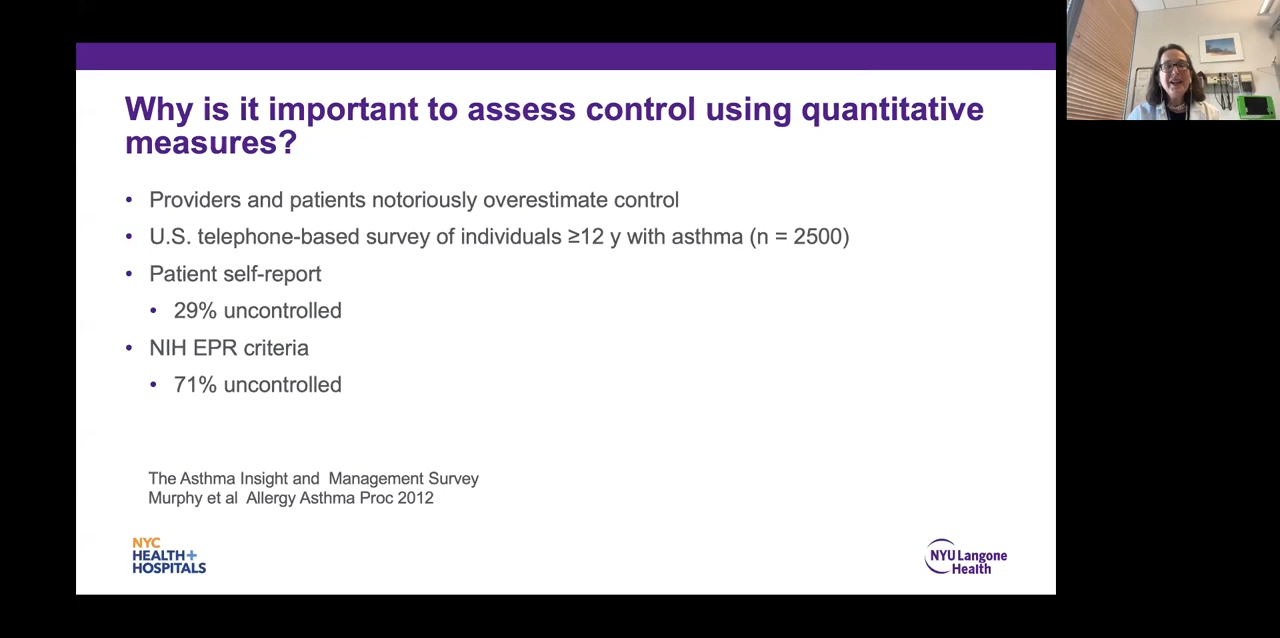 Why is it important to assess control using quantitative
measures?
• Providers and patients notoriously overestimate control
• U.S. telephone-based survey of individuals ≥12 y with asthma (n = 2500)
• Patient self-report
• 29% uncontrolled
• NIH EPR criteria
• 71% uncontrolled
The Asthma Insight and Management Survey
Murphy et al Allergy Asthma Proc 2012
NYC
HEALTH+
HOSPITALS
NYU Langone
Health